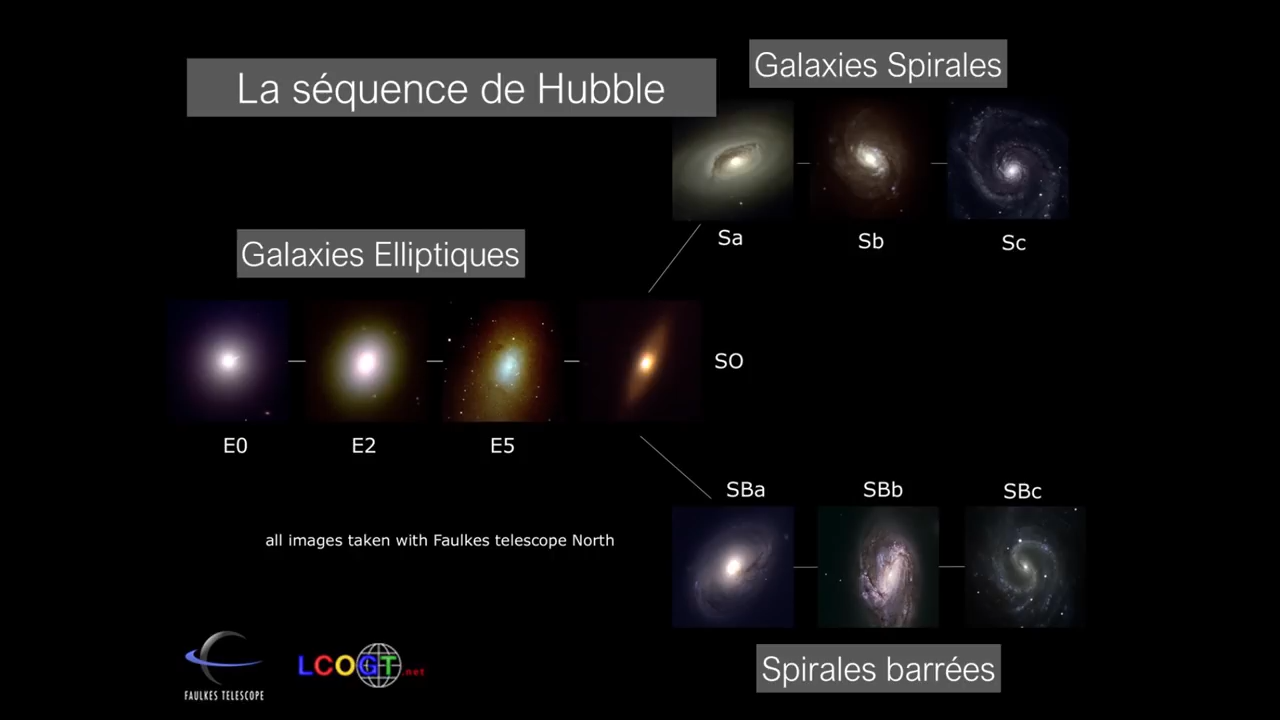 La séquence de Hubble
Galaxies Spirales
Sa
Sb
Sc
Galaxies Elliptiques
SO
E0
E2
E5
SBa
SBb
SBc
all images taken with Faulkes telescope North
Spirales barrées
FAULKES TELESCOPE
LCOGT.net